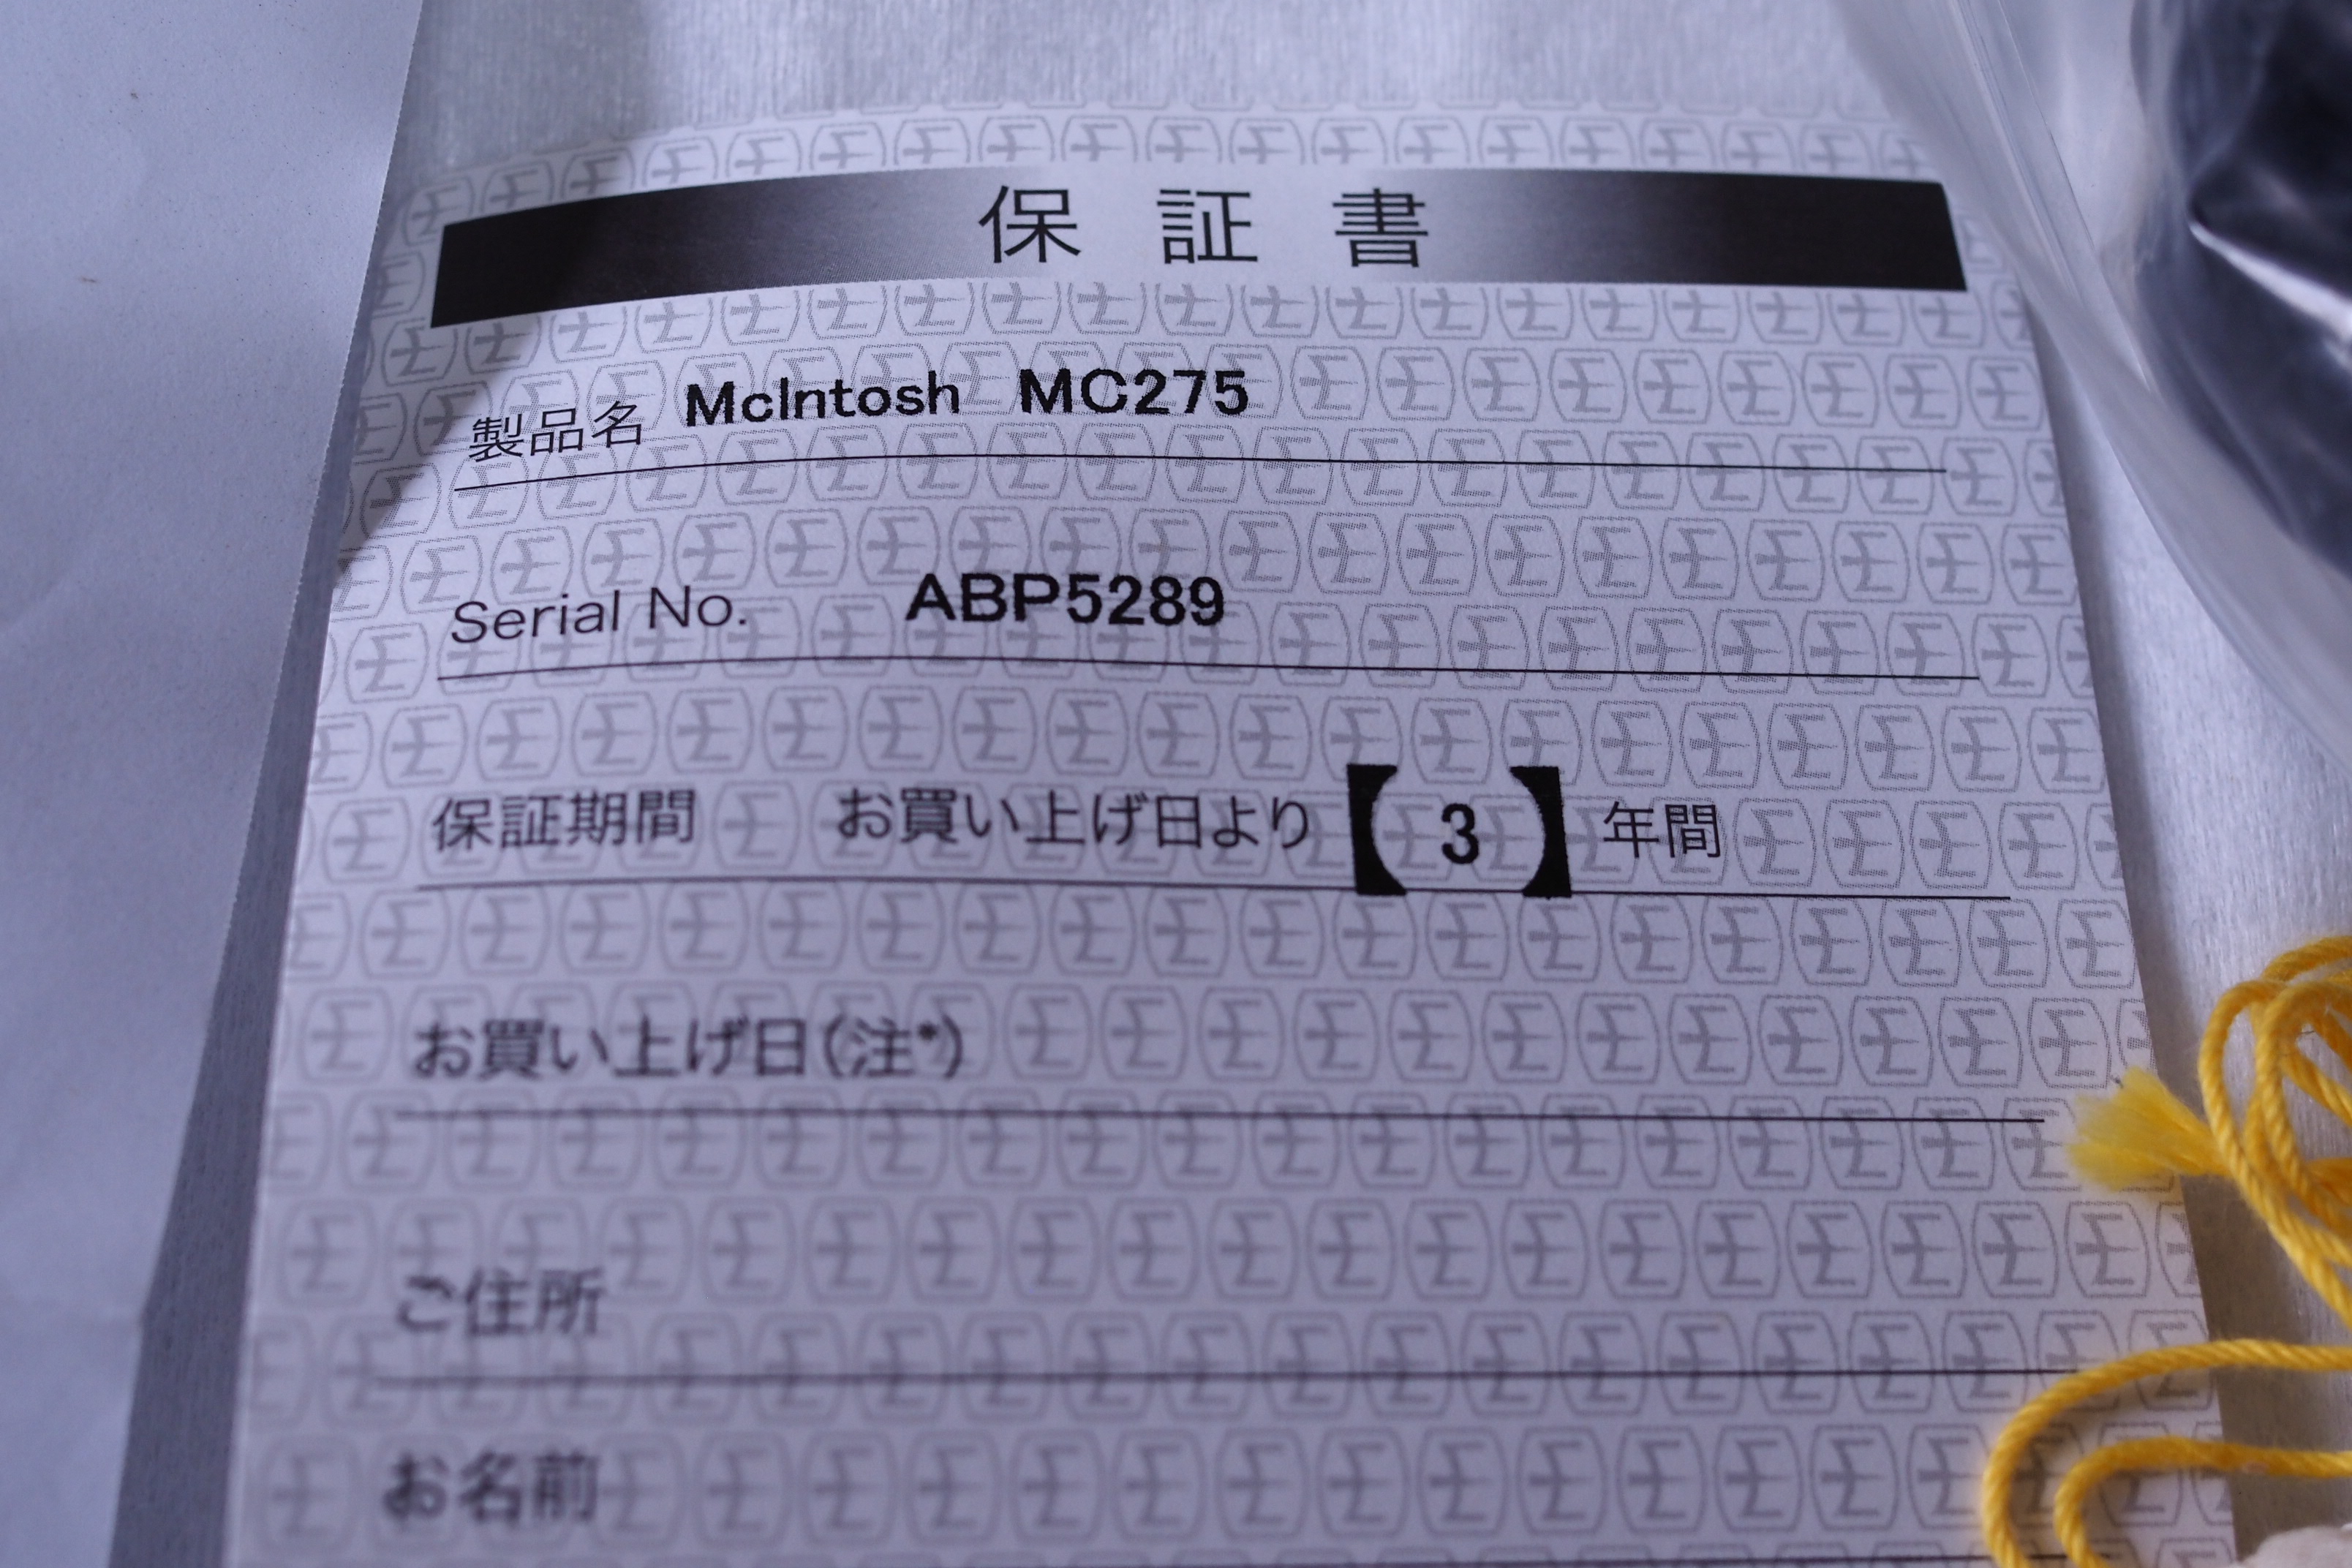 保証書
製品名 McIntosh MC275
Serial No. ABP5289
保証期間 お買い上げ日より【 3 】年間
お買い上げ日(注*)
ご住所
お名前